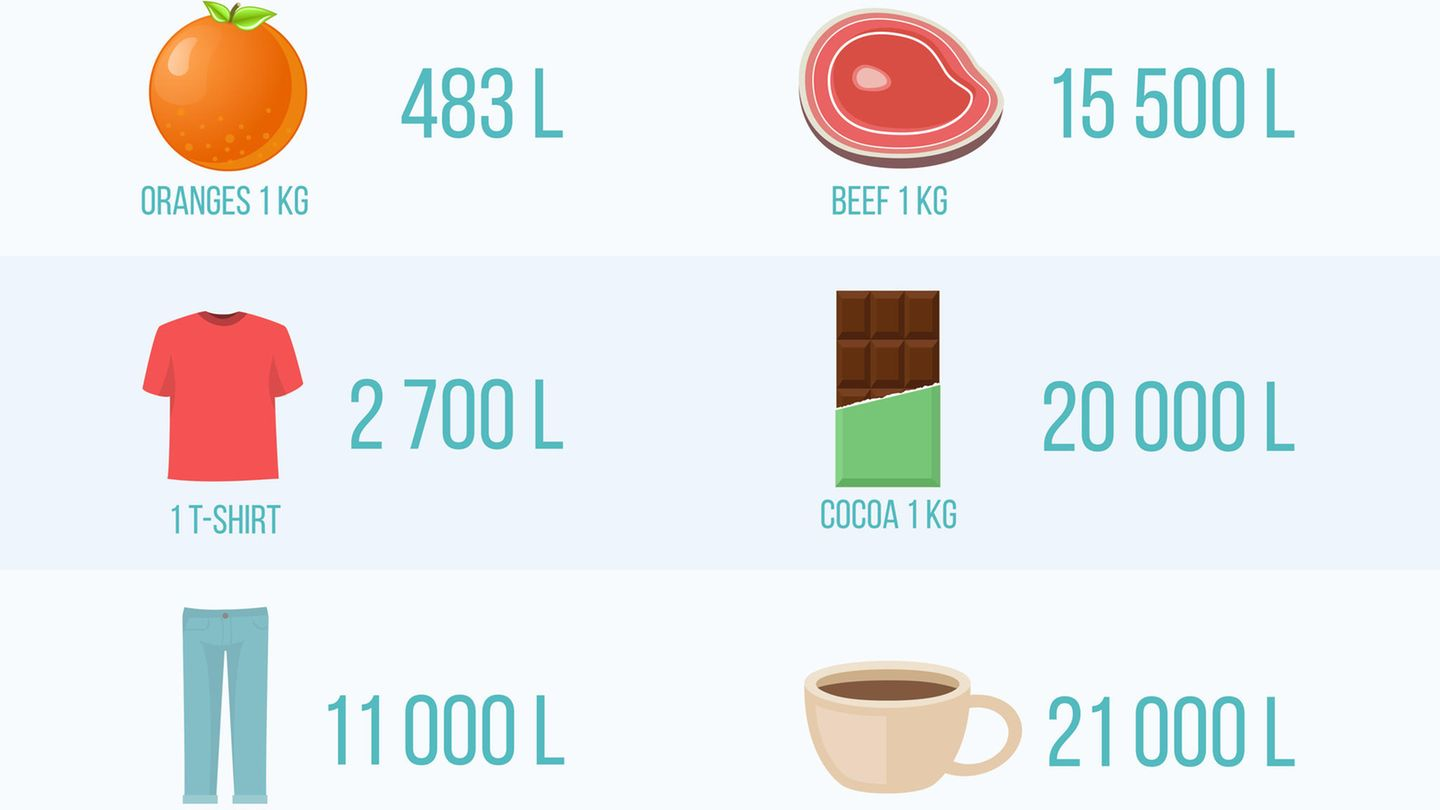 483 L
ORANGES 1 KG
15 500 L
BEEF 1 KG
2 700 L
1 T-SHIRT
20 000 L
COCOA 1 KG
11 000 L
21 000 L